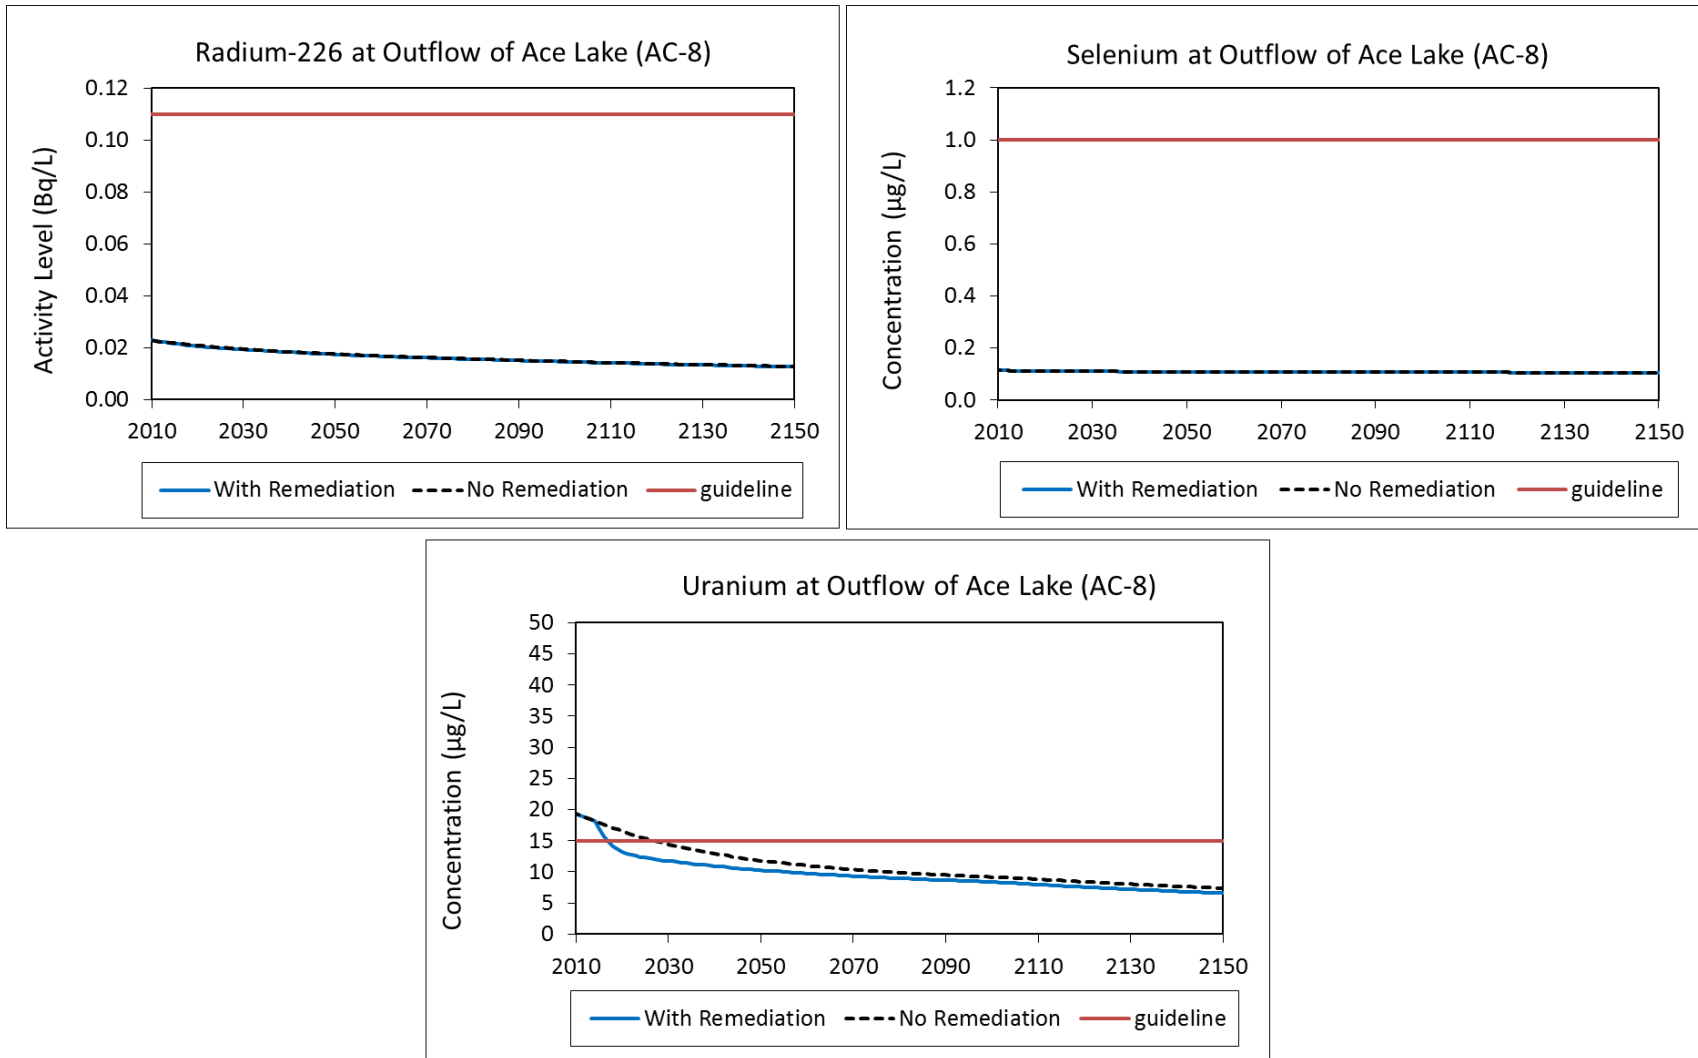 Radium-226 at Outflow of Ace Lake (AC-8)
Activity Level (Bq/L)
0.12
0.10
0.08
0.06
0.04
0.02
0.00
2010 2030 2050 2070 2090 2110 2130 2150
With Remediation No Remediation guideline
Selenium at Outflow of Ace Lake (AC-8)
Concentration (µg/L)
1.2
1.0
0.8
0.6
0.4
0.2
0.0
2010 2030 2050 2070 2090 2110 2130 2150
With Remediation No Remediation guideline
Uranium at Outflow of Ace Lake (AC-8)
Concentration (µg/L)
50
45
40
35
30
25
20
15
10
5
0
2010 2030 2050 2070 2090 2110 2130 2150
With Remediation No Remediation guideline